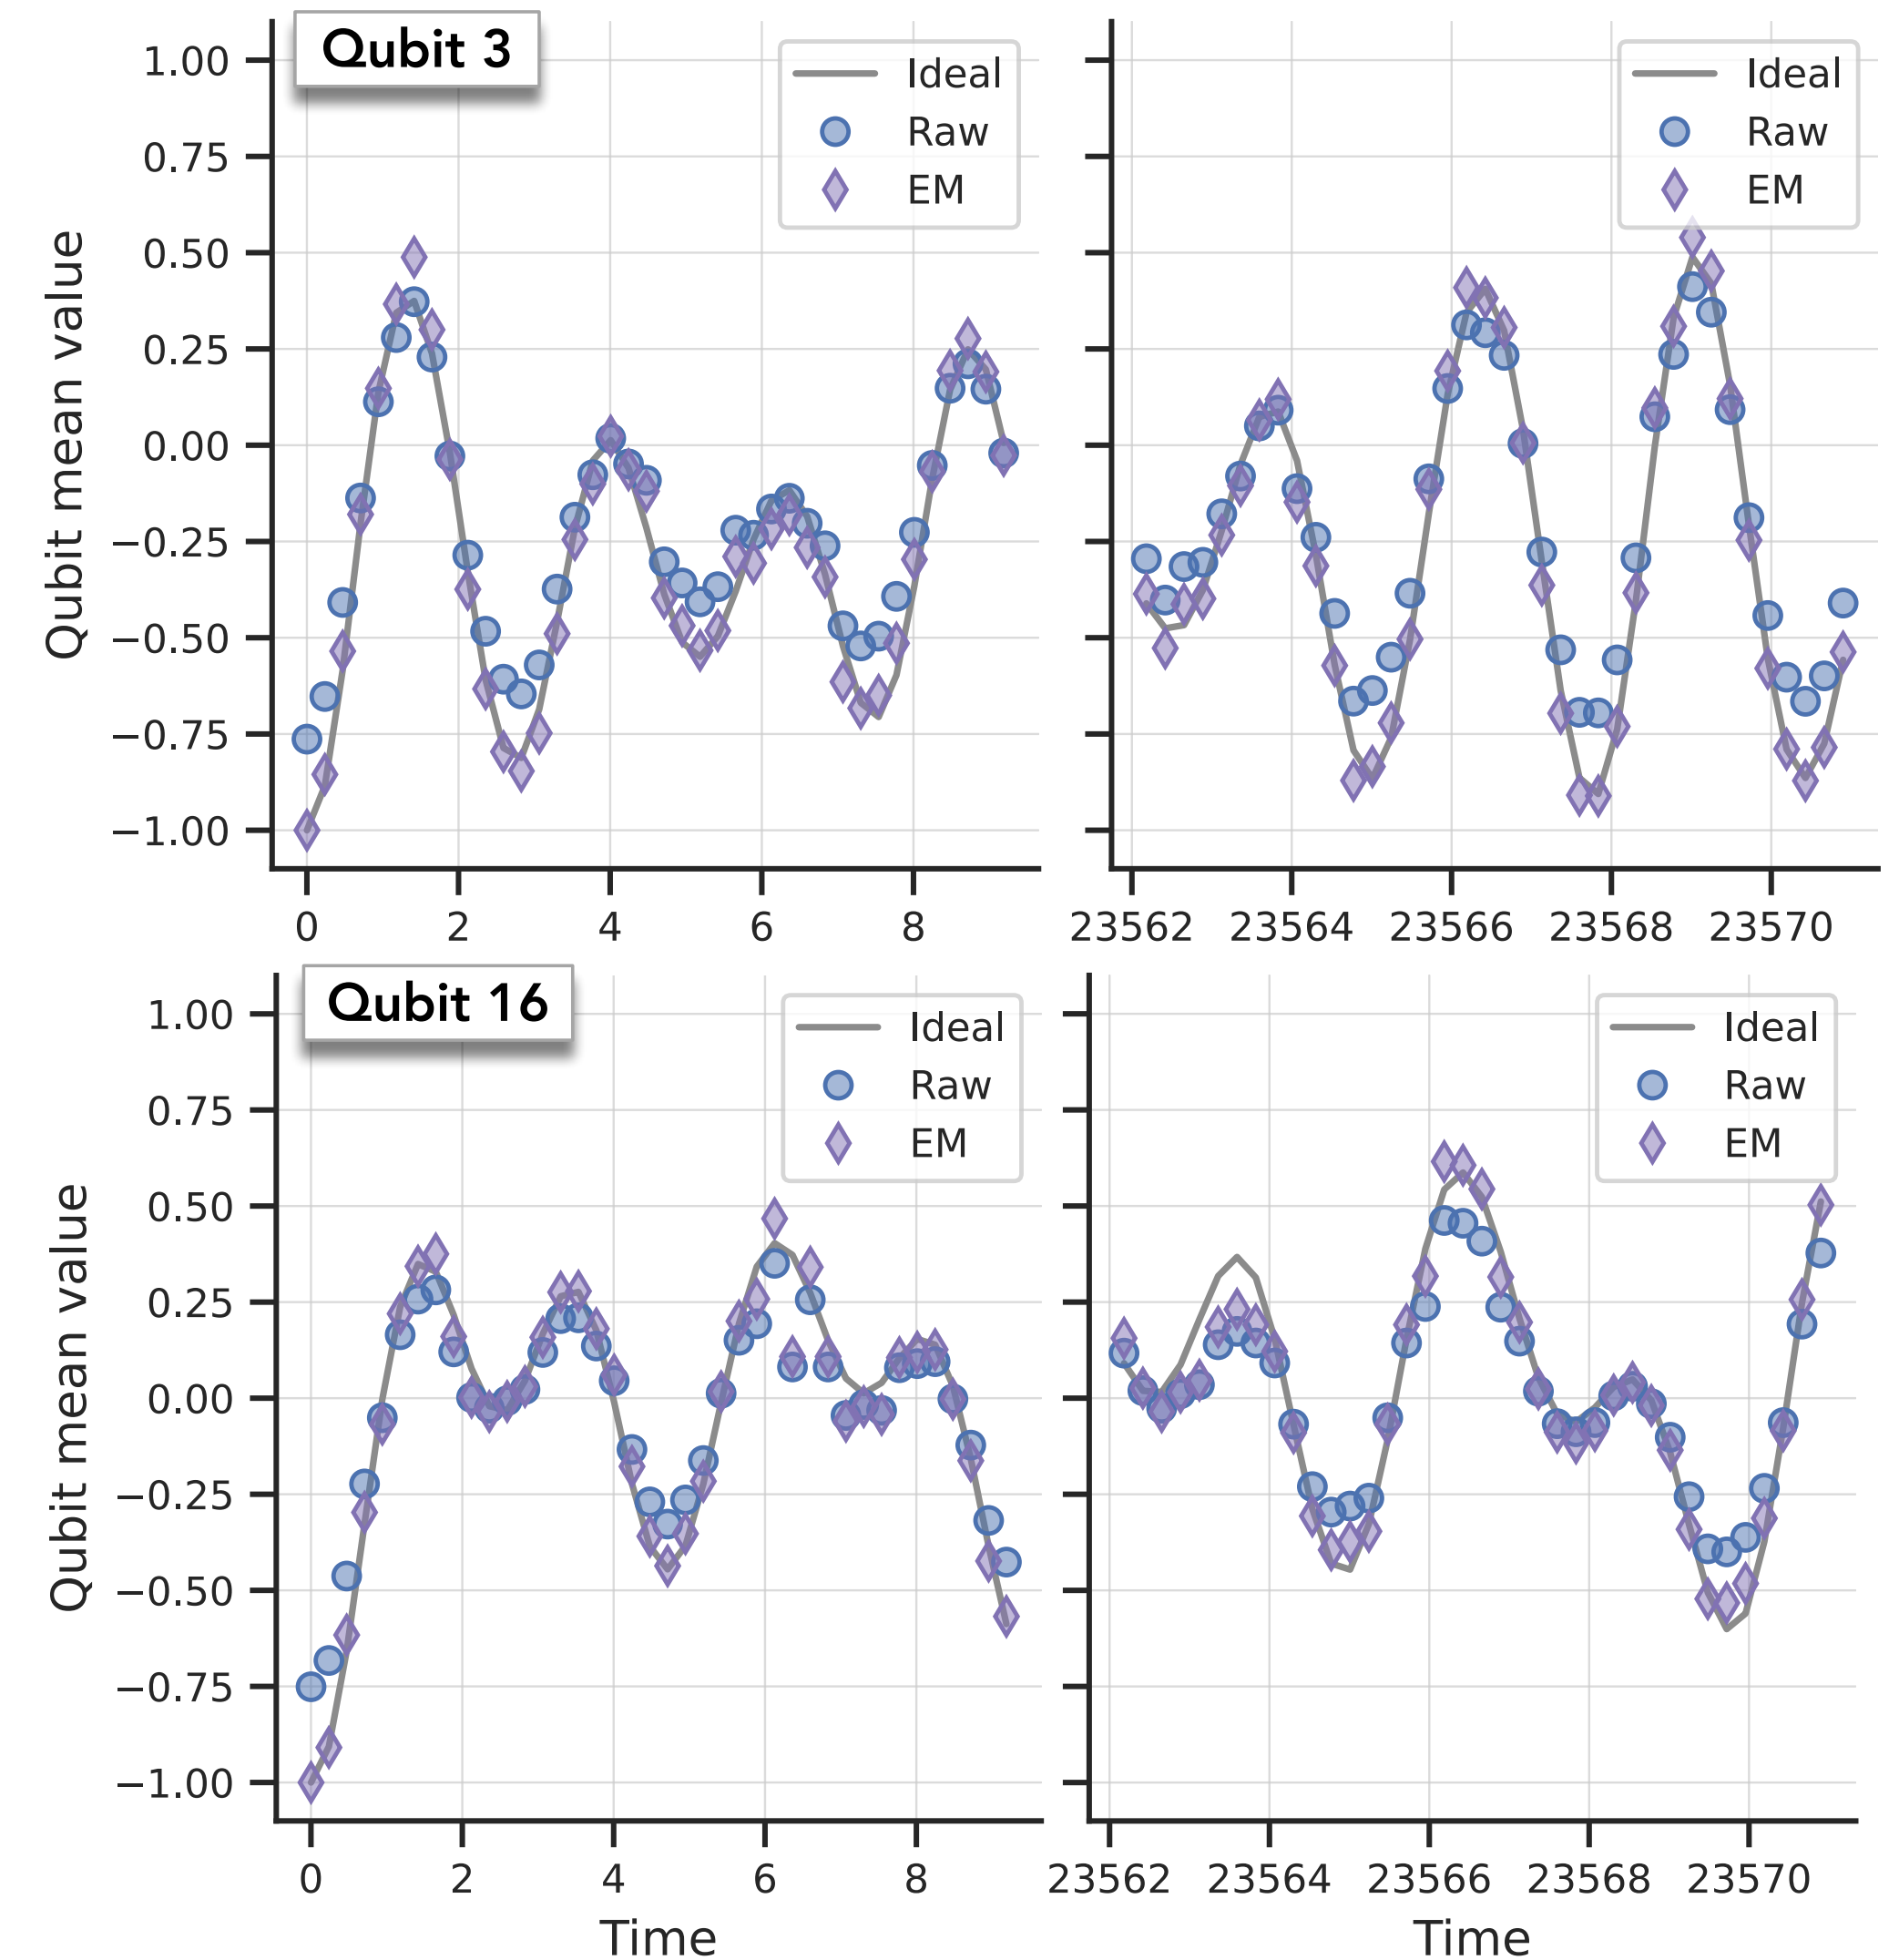 Qubit 3
Qubit mean value
1.00
0.75
0.50
0.25
0.00
−0.25
−0.50
−0.75
−1.00
Ideal
Raw
EM
0 2 4 6 8
Ideal
Raw
EM
23562 23564 23566 23568 23570
Qubit 16
Qubit mean value
1.00
0.75
0.50
0.25
0.00
−0.25
−0.50
−0.75
−1.00
Ideal
Raw
EM
0 2 4 6 8
Time
Ideal
Raw
EM
23562 23564 23566 23568 23570
Time